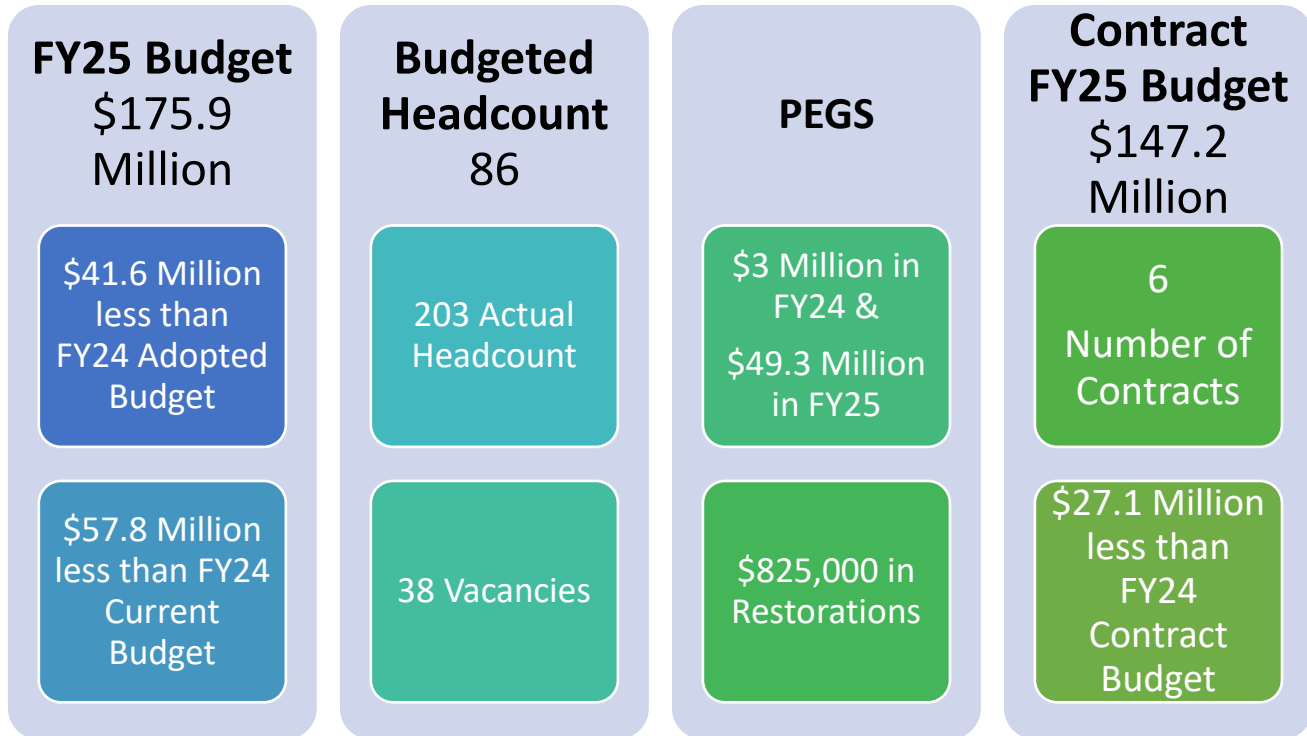 FY25 Budget
$175.9
Million
$41.6 Million
less than
FY24 Adopted
Budget
$57.8 Million
less than FY24
Current
Budget
Budgeted
Headcount
86
203 Actual
Headcount
38 Vacancies
PEGS
$3 Million in
FY24 &
$49.3 Million
in FY25
$825,000 in
Restorations
Contract
FY25 Budget
$147.2
Million
6
Number of
Contracts
$27.1 Million
less than
FY24
Contract
Budget